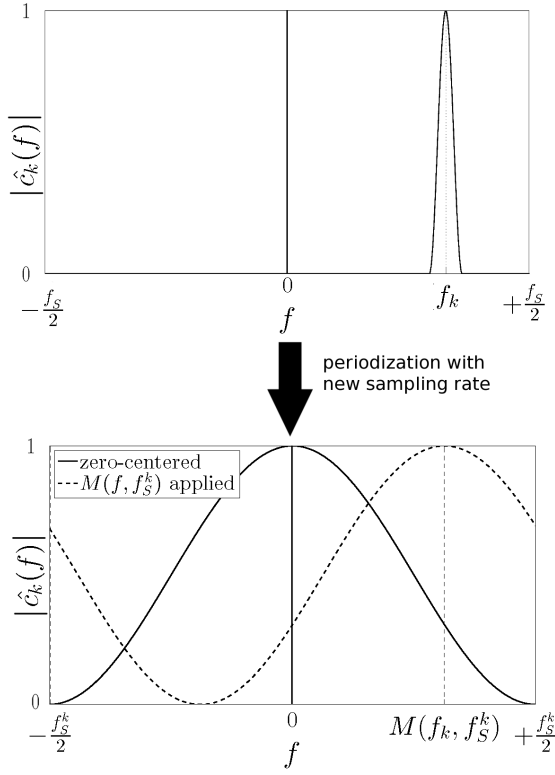 1
|ĉ_k(f)|
0
-f_S/2
0
f_k
+f_S/2
f
periodization with
new sampling rate
1
zero-centered
M(f, f_S^k) applied
|ĉ_k(f)|
0
-f_S^k/2
0
M(f_k, f_S^k)
+f_S^k/2
f